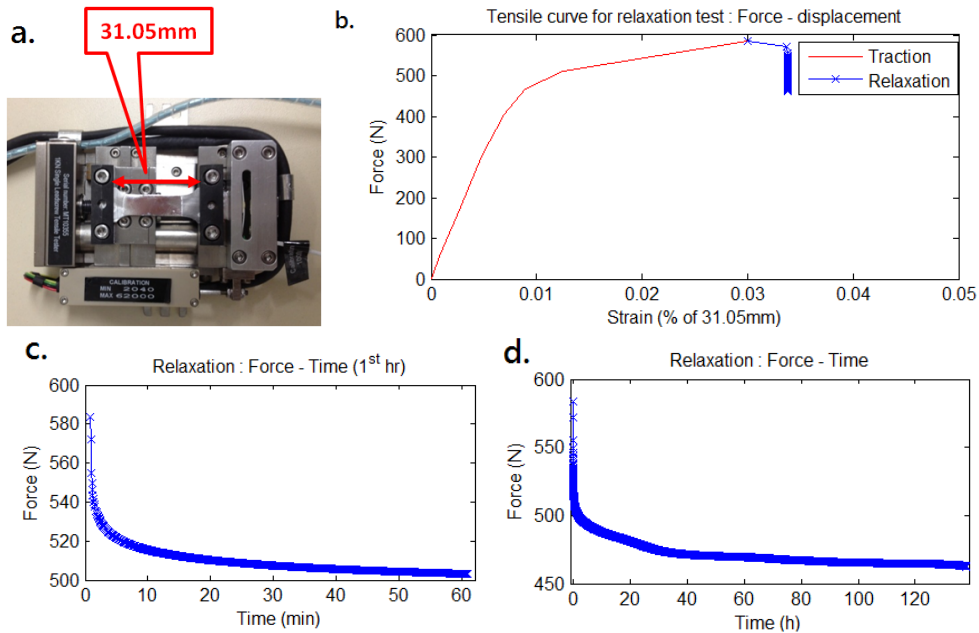 a.
31.05mm
Serial number: MT10355
1KN Single Leadscrew Tensile Tester
CALIBRATION
MIN 2040
MAX 62000
b.
Tensile curve for relaxation test : Force - displacement
Force (N)
600
500
400
300
200
100
0
Traction
Relaxation
0 0.01 0.02 0.03 0.04 0.05
Strain (% of 31.05mm)
c.
Relaxation : Force - Time (1st hr)
Force (N)
600
580
560
540
520
500
0 10 20 30 40 50 60
Time (min)
d.
Relaxation : Force - Time
Force (N)
600
550
500
450
0 20 40 60 80 100 120
Time (h)